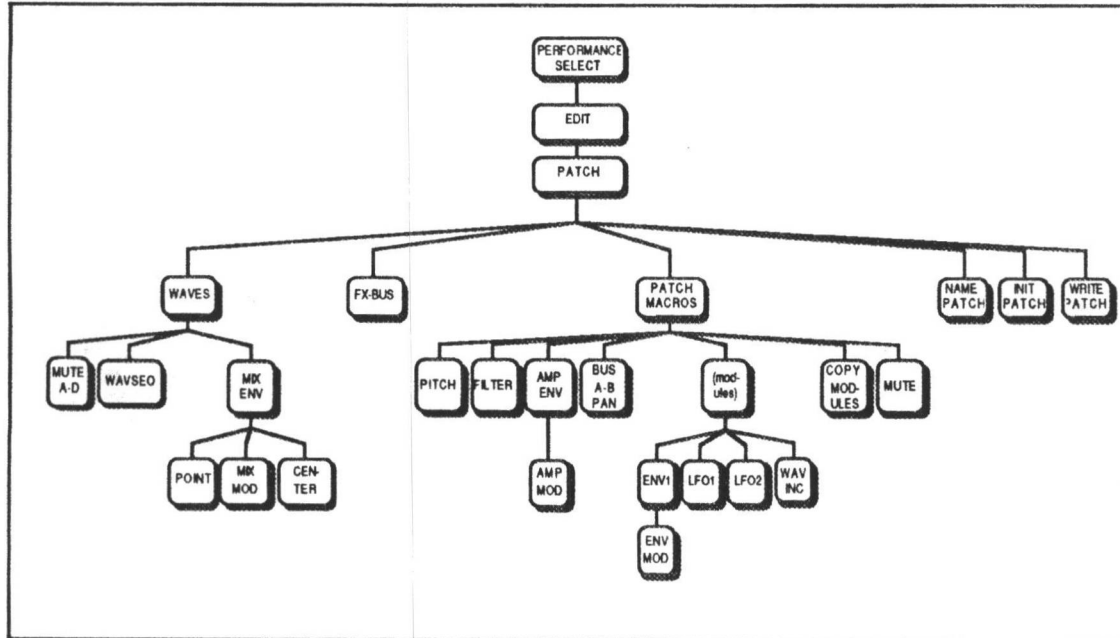 PERFORMANCE
SELECT
EDIT
PATCH
WAVES
FX-BUS
PATCH
MACROS
NAME
PATCH
INIT
PATCH
WRITE
PATCH
MUTE
A-D
WAVSEQ
MIX
ENV
PITCH
FILTER
AMP
ENV
BUS
A-B
PAN
(mod-
ules)
COPY
MOD-
ULES
MUTE
POINT
MIX
MOD
CEN-
TER
AMP
MOD
ENV1
LFO1
LFO2
WAV
INC
ENV
MOD